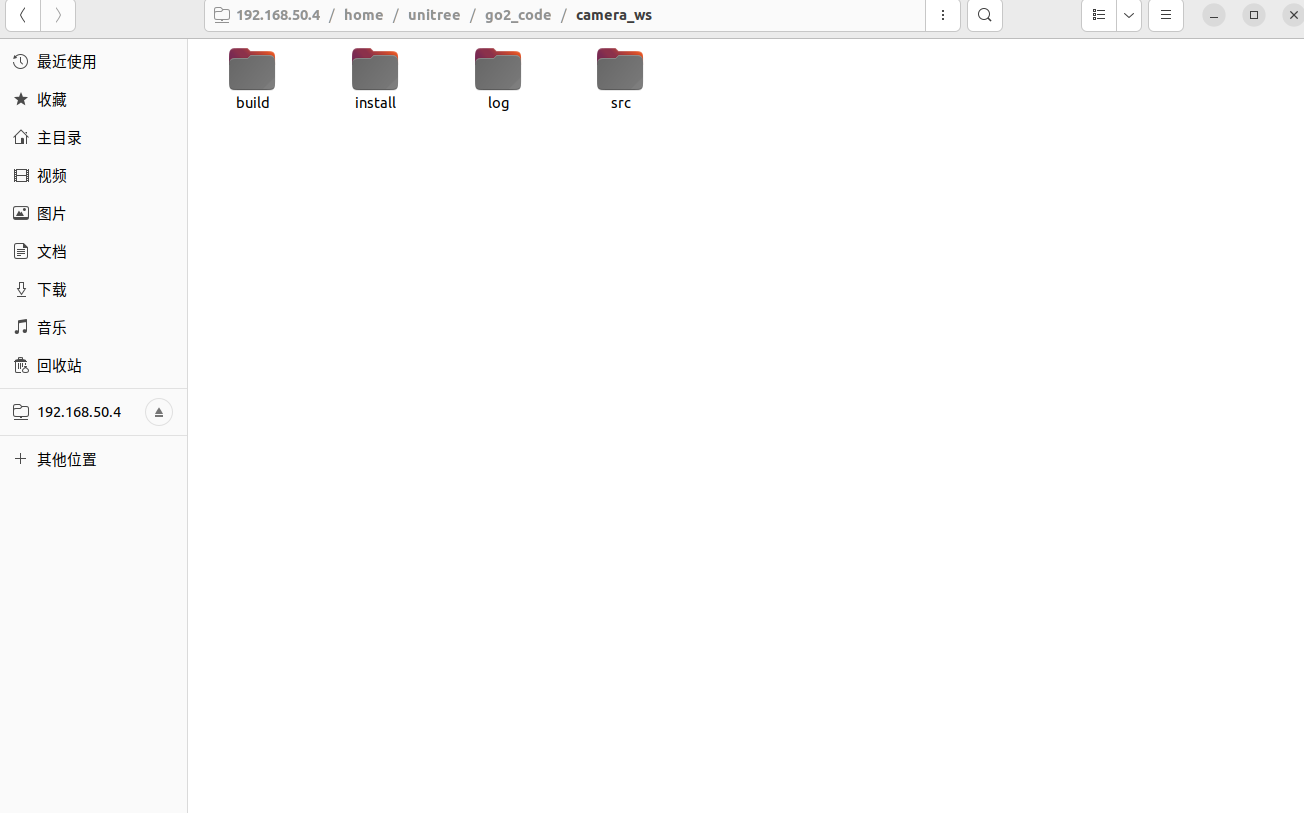 192.168.50.4 / home / unitree / go2_code / camera_ws
最近使用
收藏
主目录
视频
图片
文档
下载
音乐
回收站
192.168.50.4
其他位置
build install log src